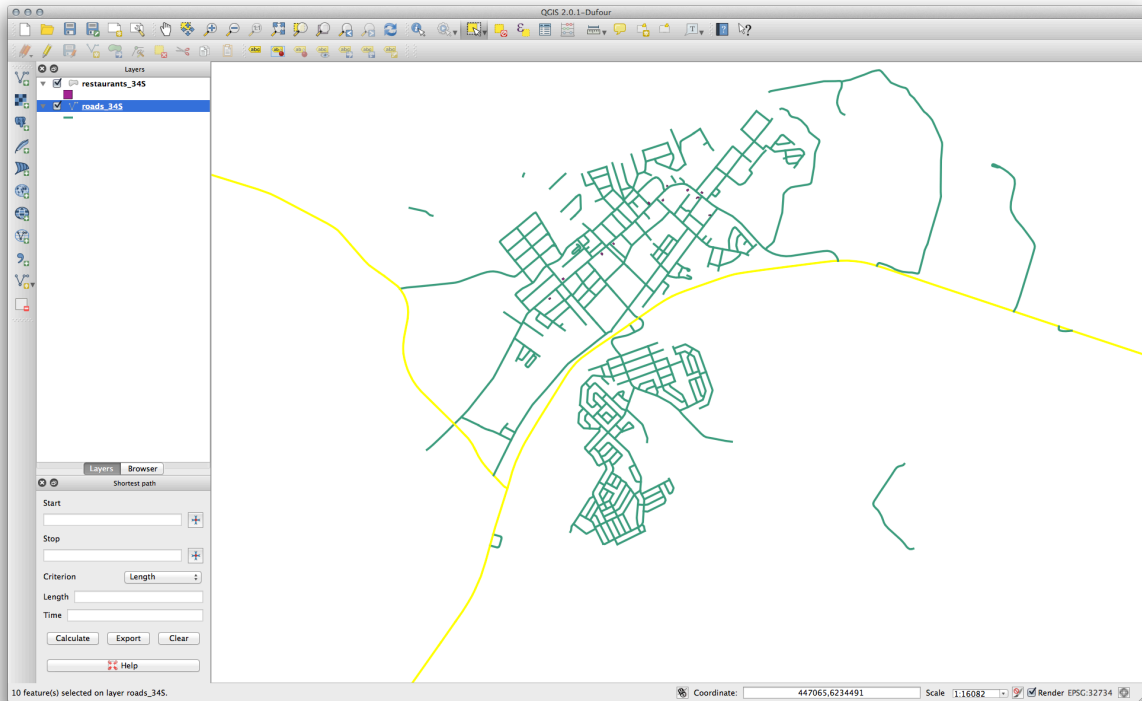 QGIS 2.0.1-Dufour
Layers
restaurants_34S
roads_34S
Layers Browser
Shortest path
Start
Stop
Criterion Length
Length
Time
Calculate Export Clear
Help
10 feature(s) selected on layer roads_34S.
Coordinate: 447065,6234491 Scale 1:16082 Render EPSG:32734